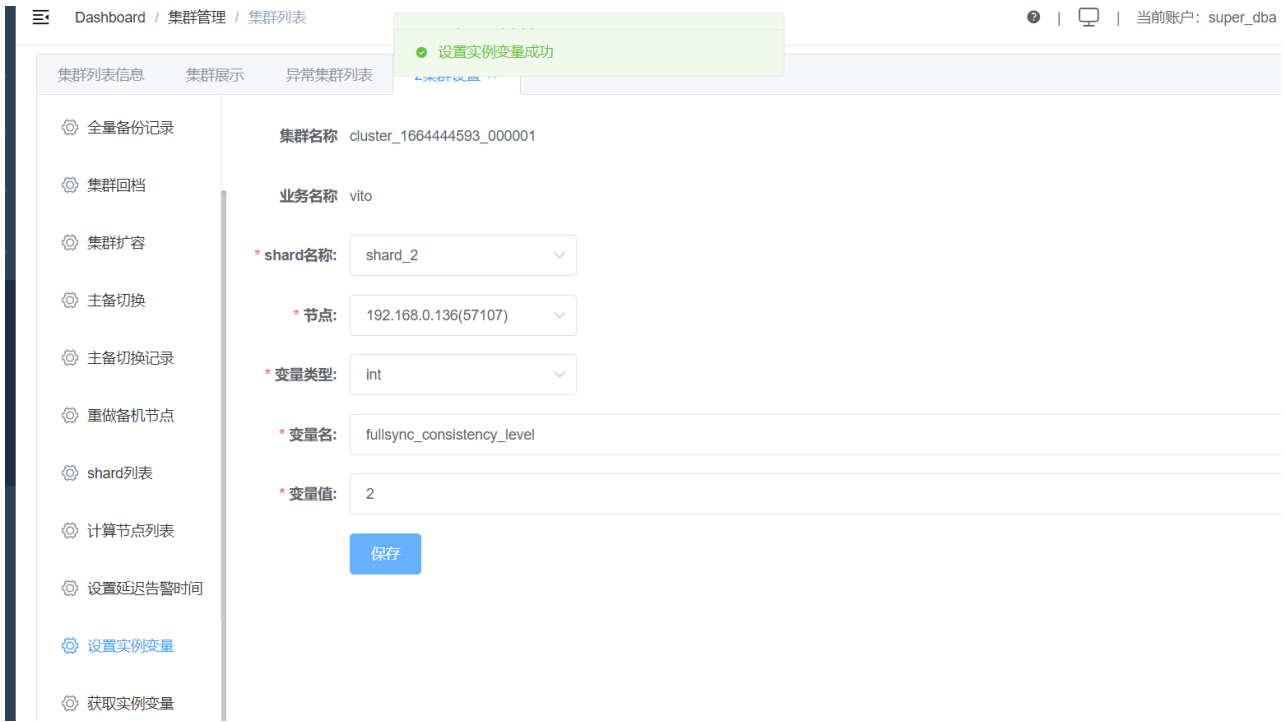 Dashboard / 集群管理 / 集群列表
当前账户：super_dba
设置实例变量成功
集群列表信息 集群展示 异常集群列表
全量备份记录
集群回档
集群扩容
主备切换
主备切换记录
重做备机节点
shard列表
计算节点列表
设置延迟告警时间
设置实例变量
获取实例变量
集群名称 cluster_1664444593_000001
业务名称 vito
* shard名称: shard_2
* 节点: 192.168.0.136(57107)
* 变量类型: int
* 变量名: fullsync_consistency_level
* 变量值: 2
保存